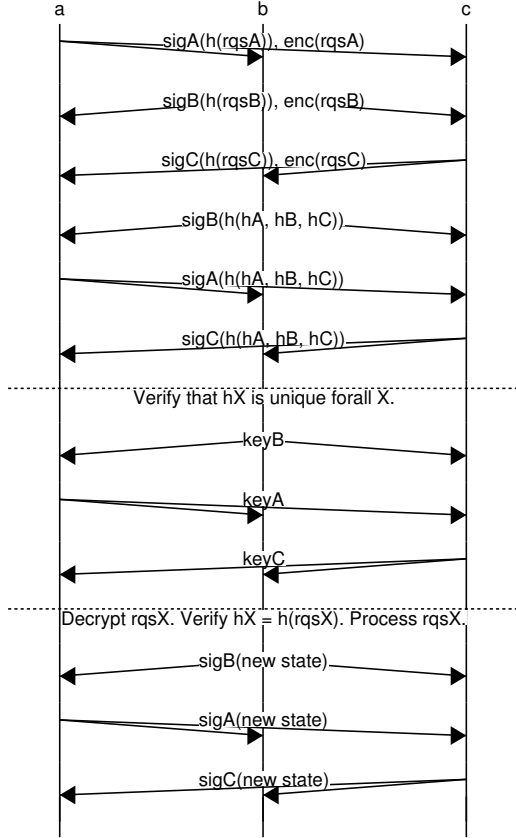 a b c
sigA(h(rqsA)), enc(rqsA)
sigB(h(rqsB)), enc(rqsB)
sigC(h(rqsC)), enc(rqsC)
sigB(h(hA, hB, hC))
sigA(h(hA, hB, hC))
sigC(h(hA, hB, hC))
Verify that hX is unique forall X.
keyB
keyA
keyC
Decrypt rqsX. Verify hX = h(rqsX). Process rqsX.
sigB(new state)
sigA(new state)
sigC(new state)